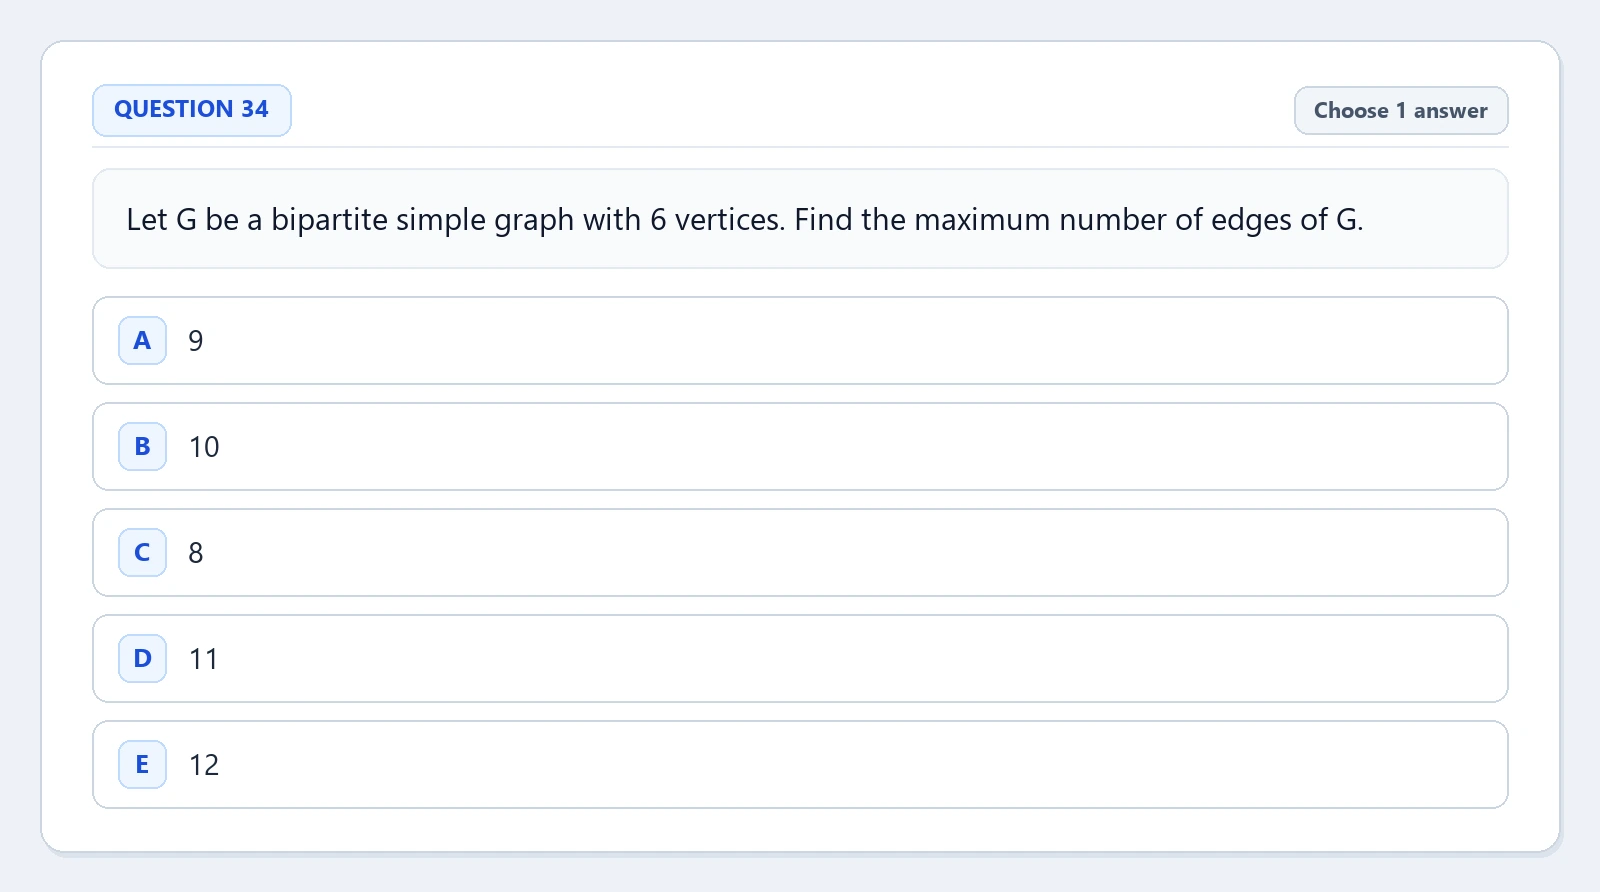 QUESTION 34
Choose 1 answer
Let G be a bipartite simple graph with 6 vertices. Find the maximum number of edges of G.
A 9
B 10
C 8
D 11
E 12